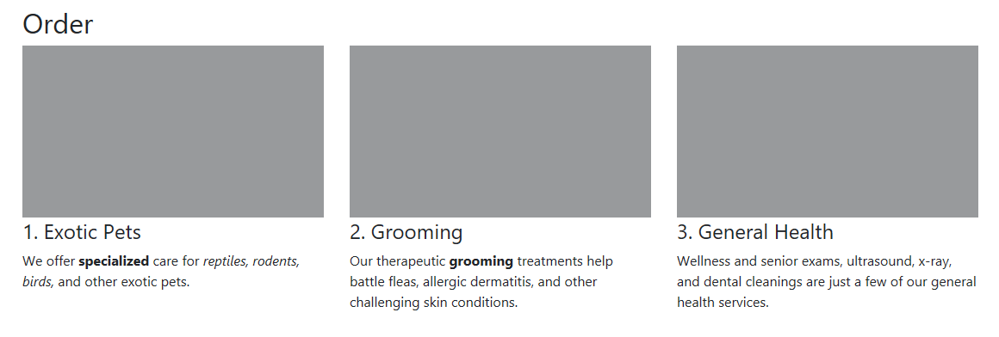 Order
1. Exotic Pets
We offer specialized care for reptiles, rodents,
birds, and other exotic pets.
2. Grooming
Our therapeutic grooming treatments help
battle fleas, allergic dermatitis, and other
challenging skin conditions.
3. General Health
Wellness and senior exams, ultrasound, x-ray,
and dental cleanings are just a few of our general
health services.